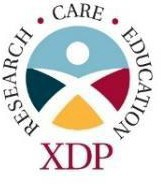 RESEARCH • CARE • EDUCATION
XDP